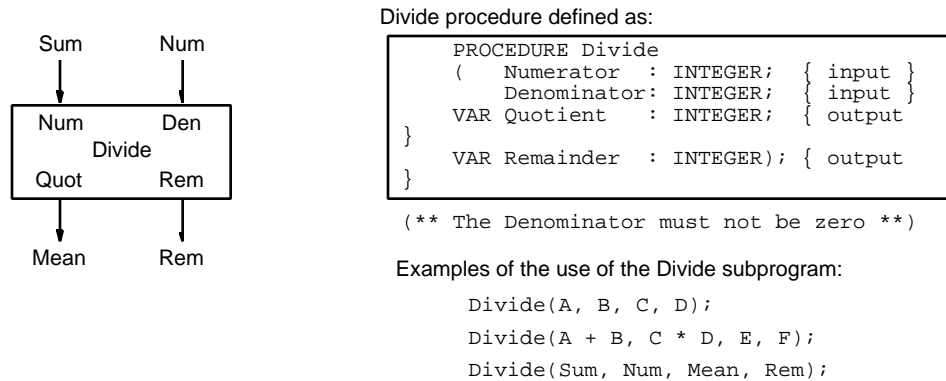 Sum Num
Num Den
Divide
Quot Rem
Mean Rem
Divide procedure defined as:
PROCEDURE Divide
( Numerator : INTEGER; { input }
Denominator: INTEGER; { input }
VAR Quotient : INTEGER; { output
}
VAR Remainder : INTEGER); { output
}
(** The Denominator must not be zero **)
Examples of the use of the Divide subprogram:
Divide(A, B, C, D);
Divide(A + B, C * D, E, F);
Divide(Sum, Num, Mean, Rem);